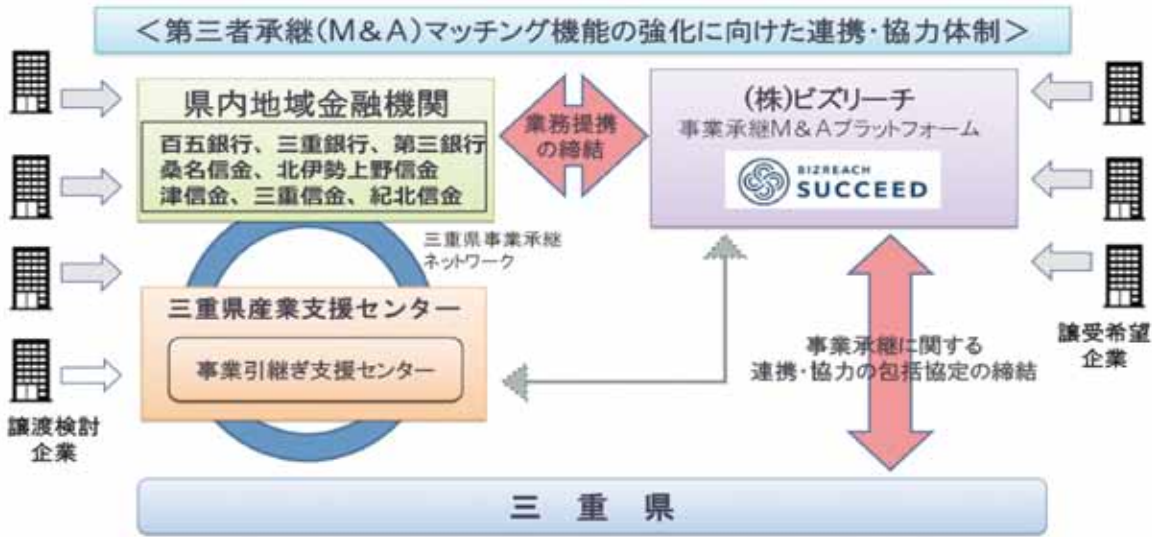 ＜第三者承継(M&A)マッチング機能の強化に向けた連携・協力体制＞
県内地域金融機関
百五銀行、三重銀行、第三銀行
桑名信金、北伊勢上野信金
津信金、三重信金、紀北信金
業務提携
の締結
(株)ビズリーチ
事業承継M&Aプラットフォーム
BIZREACH
SUCCEED
三重県事業承継
ネットワーク
三重県産業支援センター
事業引継ぎ支援センター
事業承継に関する
連携・協力の包括協定の締結
譲受希望
企業
譲渡検討
企業
三重県